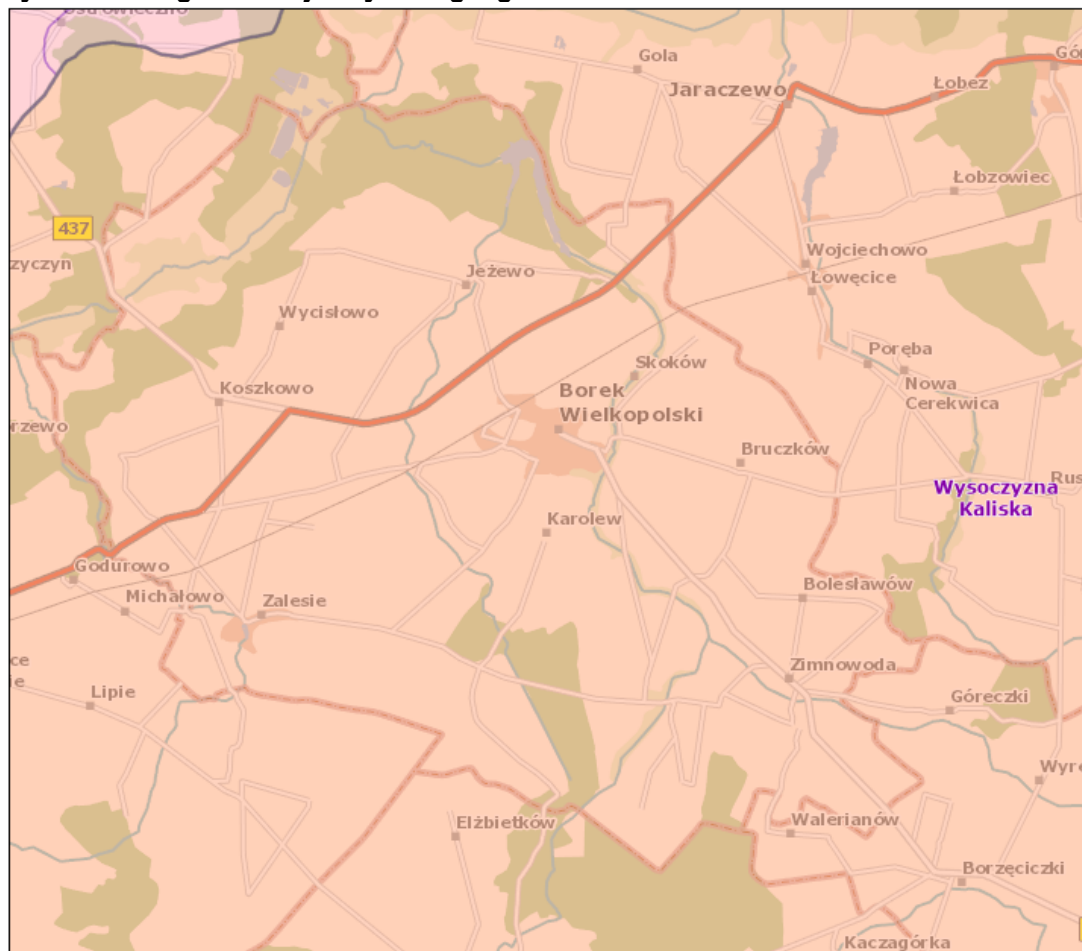 Gola
Jaraczewo
Łobez
Łobzowiec
437
Wojciechowo
Łowęcice
Jeżewo
Wycisłowo
Poręba
Skoków
Nowa
Cerekwica
Koszkowo
Borek
Wielkopolski
Bruczków
Wysoczyzna
Kaliska
Karolew
Godurowo
Michałowo
Zalesie
Bolesławów
Zimnowoda
Lipie
Góreczki
Elżbietków
Walerianów
Borzęciczki
Kaczagórka